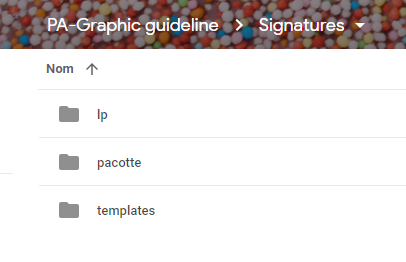 PA-Graphic guideline > Signatures
Nom ↑
lp
pacotte
templates